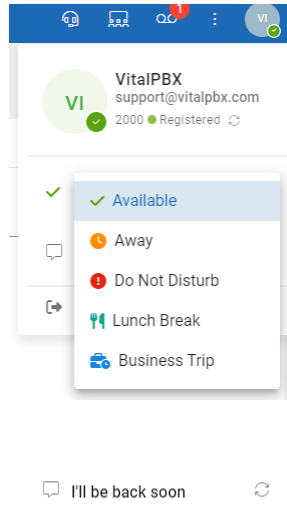 1
VI
VitalPBX
VI
support@vitalpbx.com
2000 Registered
Available
Away
Do Not Disturb
Lunch Break
Business Trip
I'll be back soon